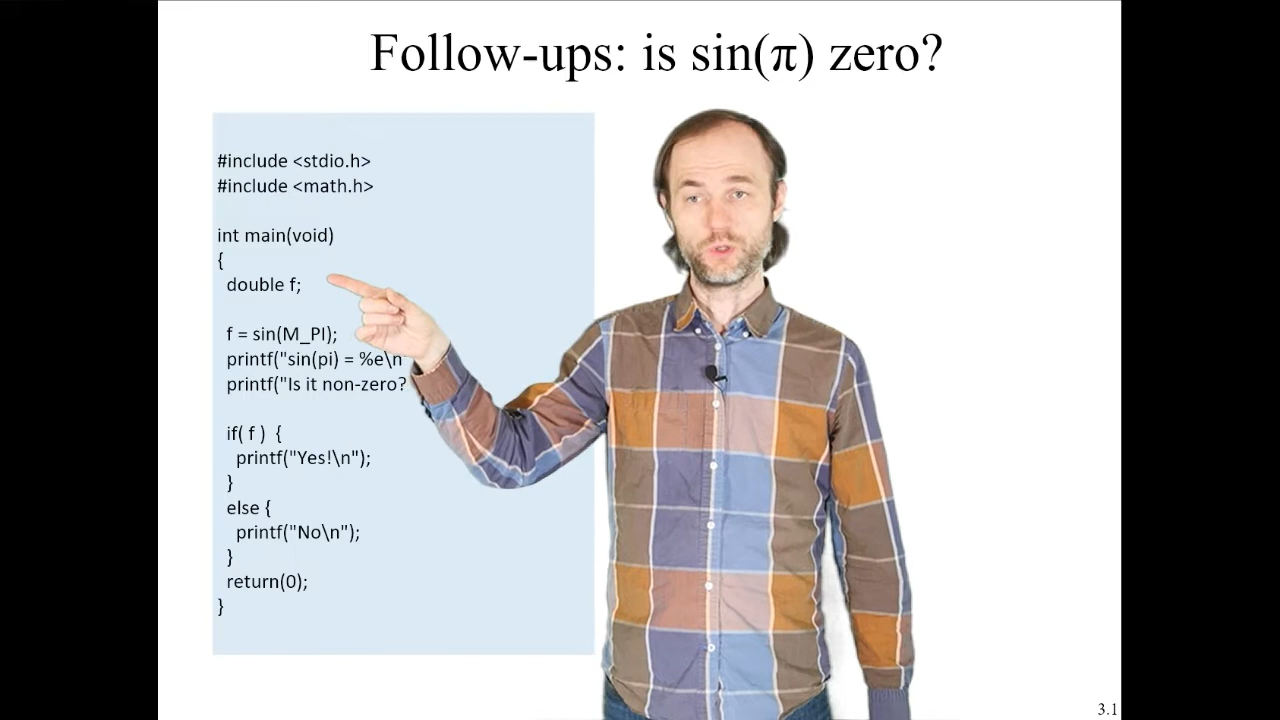 Follow-ups: is sin(π) zero?
#include <stdio.h>
#include <math.h>
int main(void)
{
double f;
f = sin(M_PI);
printf("sin(pi) = %e\n
printf("Is it non-zero?
if( f ) {
printf("Yes!\n");
}
else {
printf("No\n");
}
return(0);
}
3.1